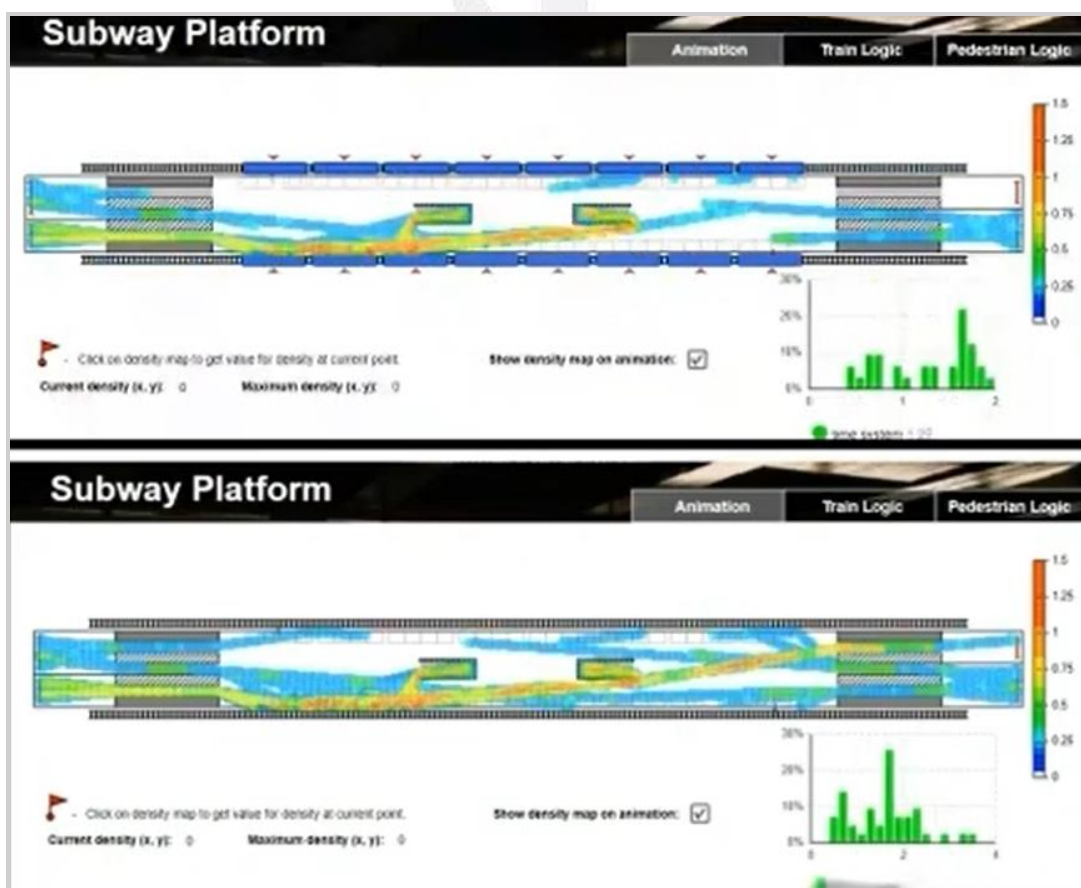 Subway Platform
Animation Train Logic Pedestrian Logic
1.5
1.25
1
0.75
0.5
0.25
0
30%
20%
10%
0%
0 1 2
- Click on density map to get value for density at current point.
Show density map on animation:
Current density (x, y): 0 Maximum density (x, y): 0
time system
Subway Platform
Animation Train Logic Pedestrian Logic
1.5
1.25
1
0.75
0.5
0.25
0
30%
20%
10%
0%
0 2 4
- Click on density map to get value for density at current point.
Show density map on animation:
Current density (x, y): 0 Maximum density (x, y): 0